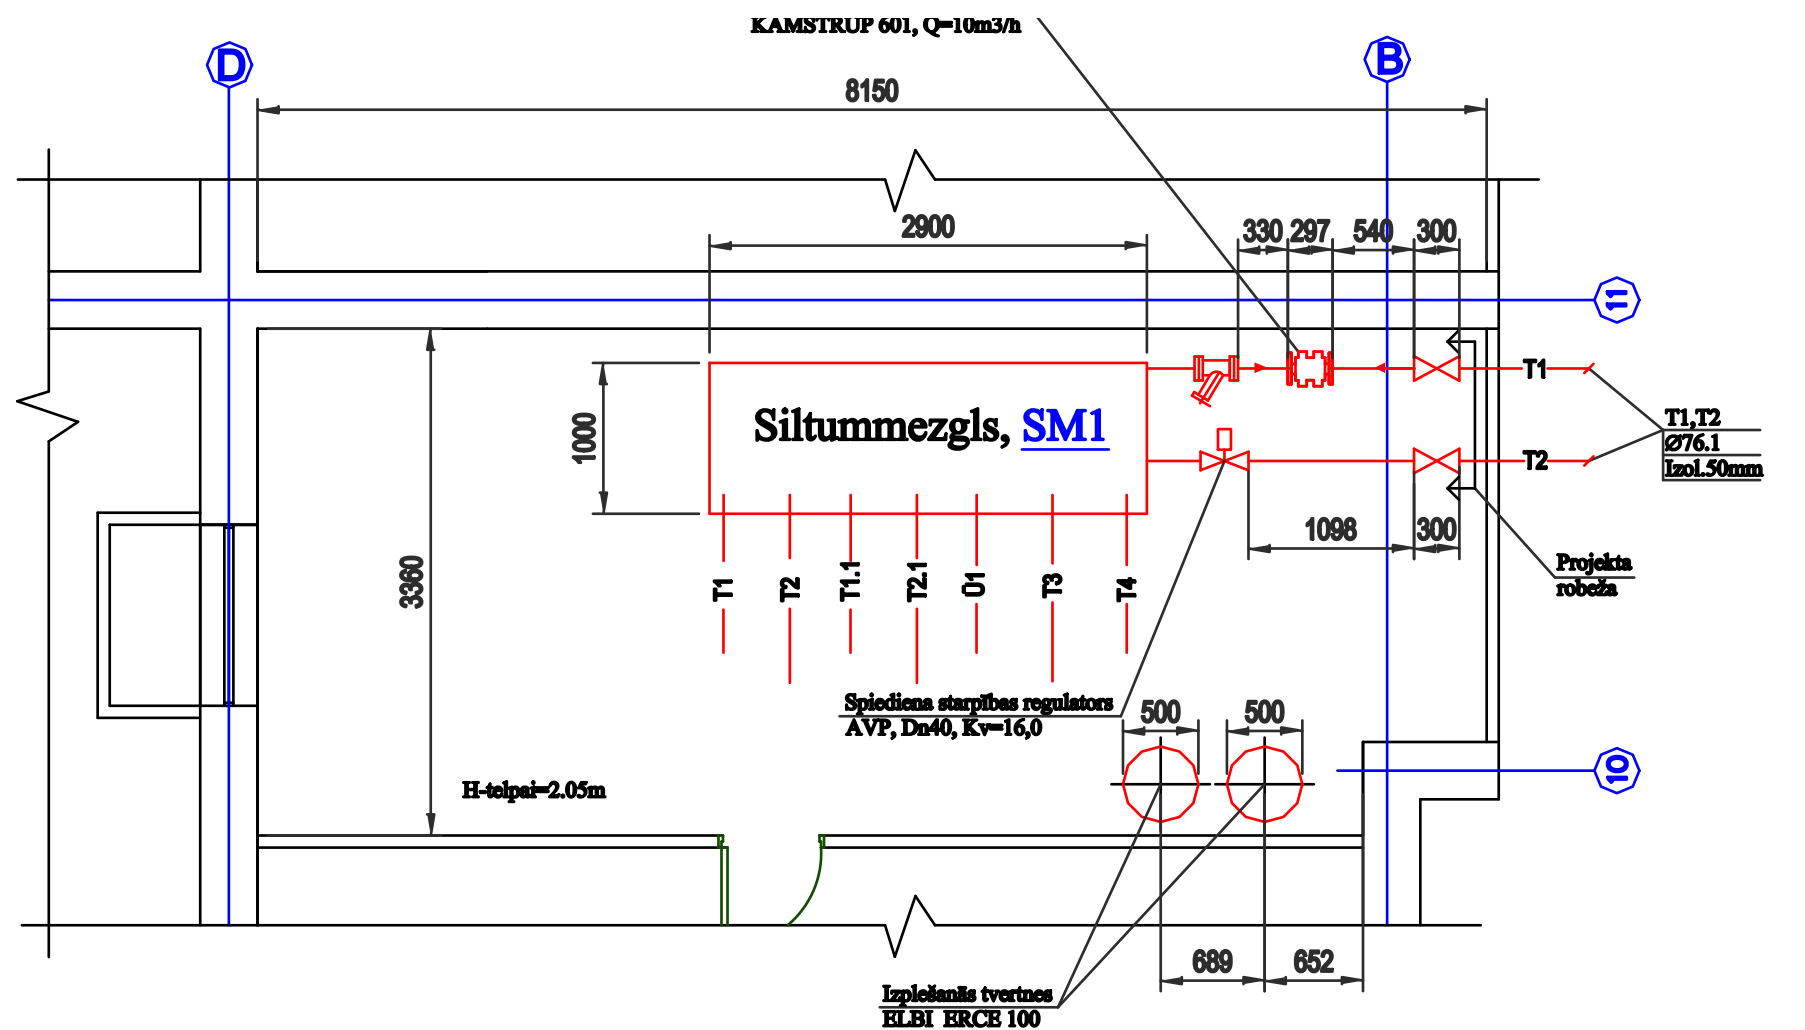 KAMSTRUP 601, Q=10m3/h
D
B
8150
2900
330
297
540
300
11
T1
1000
Siltummezgls, SM1
T1,T2
Ø76.1
Izol.50mm
T2
1098
300
3360
T1
T2
T1.1
T2.1
Ū1
T3
T4
Projekta
robeža
Spiediena starpības regulators
AVP, Dn40, Kv=16,0
500
500
10
H-telpai=2.05m
689
652
Izplešanās tvertnes
ELBI ERCE 100